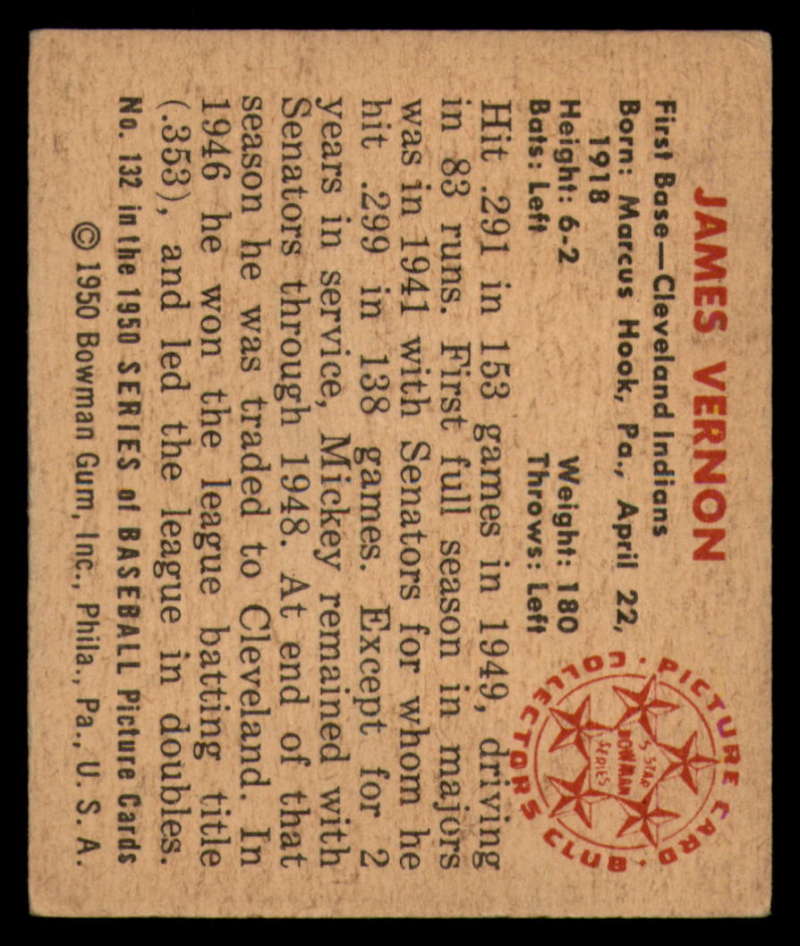 JAMES VERNON
First Base—Cleveland Indians
Born: Marcus Hook, Pa., April 22,
1918
Height: 6-2 Weight: 180
Bats: Left Throws: Left
Hit .291 in 153 games in 1949, driving
in 83 runs. First full season in majors
was in 1941 with Senators for whom he
hit .299 in 138 games. Except for 2
years in service, Mickey remained with
Senators through 1948. At end of that
season he was traded to Cleveland. In
1946 he won the league batting title
(.353), and led the league in doubles.
No. 132 in the 1950 SERIES of BASEBALL Picture Cards
© 1950 Bowman Gum, Inc., Phila., Pa., U. S. A.
PICTURE CARD COLLECTORS CLUB
5 STAR
BOWMAN
SERIES